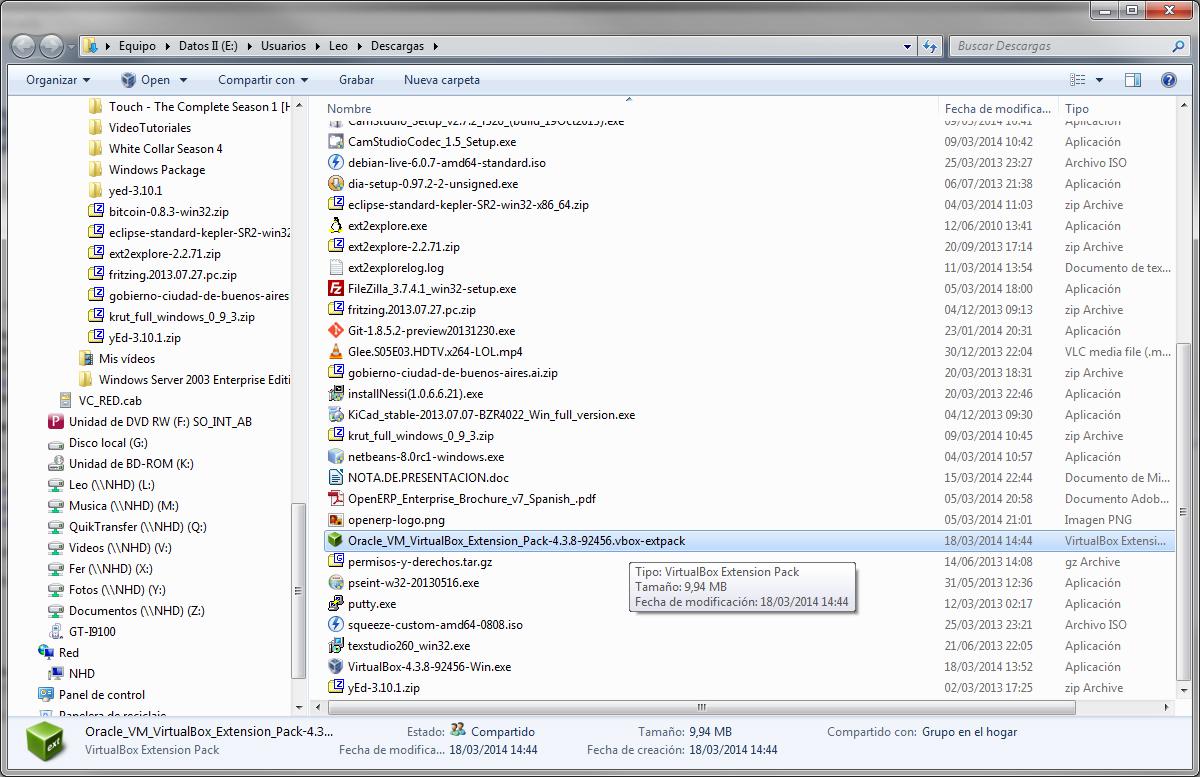 Equipo Datos II (E:) Usuarios Leo Descargas
Buscar Descargas
Organizar Open Compartir con Grabar Nueva carpeta
Touch - The Complete Season 1 [H
VideoTutoriales
White Collar Season 4
Windows Package
yed-3.10.1
bitcoin-0.8.3-win32.zip
eclipse-standard-kepler-SR2-win32
ext2explore-2.2.71.zip
fritzing.2013.07.27.pc.zip
gobierno-ciudad-de-buenos-aires
krut_full_windows_0_9_3.zip
yEd-3.10.1.zip
Mis vídeos
Windows Server 2003 Enterprise Editi
VC_RED.cab
Unidad de DVD RW (F:) SO_INT_AB
Disco local (G:)
Unidad de BD-ROM (K:)
Leo (\\NHD) (L:)
Musica (\\NHD) (M:)
QuikTransfer (\\NHD) (Q:)
Videos (\\NHD) (V:)
Fer (\\NHD) (X:)
Fotos (\\NHD) (Y:)
Documentos (\\NHD) (Z:)
GT-I9100
Red
NHD
Panel de control
Papelera de reciclaje
Nombre Fecha de modifica... Tipo
CamStudio_Setup_v2.7.2_r326_(build_19Oct2013).exe 09/03/2014 10:41 Aplicación
CamStudioCodec_1.5_Setup.exe 09/03/2014 10:42 Aplicación
debian-live-6.0.7-amd64-standard.iso 25/03/2013 23:27 Archivo ISO
dia-setup-0.97.2-2-unsigned.exe 06/07/2013 21:38 Aplicación
eclipse-standard-kepler-SR2-win32-x86_64.zip 04/03/2014 11:03 zip Archive
ext2explore.exe 12/06/2010 13:41 Aplicación
ext2explore-2.2.71.zip 20/09/2013 17:14 zip Archive
ext2explorelog.log 11/03/2014 13:54 Documento de tex...
FileZilla_3.7.4.1_win32-setup.exe 05/03/2014 18:00 Aplicación
fritzing.2013.07.27.pc.zip 04/12/2013 09:13 zip Archive
Git-1.8.5.2-preview20131230.exe 23/01/2014 20:31 Aplicación
Glee.S05E03.HDTV.x264-LOL.mp4 30/12/2013 22:04 VLC media file (.m...
gobierno-ciudad-de-buenos-aires.ai.zip 20/03/2013 18:31 zip Archive
installNessi(1.0.6.6.21).exe 20/03/2013 22:46 Aplicación
KiCad_stable-2013.07.07-BZR4022_Win_full_version.exe 04/12/2013 09:30 Aplicación
krut_full_windows_0_9_3.zip 09/03/2014 10:45 zip Archive
netbeans-8.0rc1-windows.exe 04/03/2014 10:57 Aplicación
NOTA.DE.PRESENTACION.doc 15/03/2014 22:44 Documento de Mi...
OpenERP_Enterprise_Brochure_v7_Spanish_.pdf 05/03/2014 20:58 Documento Adob...
openerp-logo.png 05/03/2014 21:01 Imagen PNG
Oracle_VM_VirtualBox_Extension_Pack-4.3.8-92456.vbox-extpack 18/03/2014 14:44 VirtualBox Extensi...
permisos-y-derechos.tar.gz 14/06/2013 14:08 gz Archive
pseint-w32-20130516.exe 31/05/2013 12:36 Aplicación
putty.exe 12/03/2013 02:17 Aplicación
squeeze-custom-amd64-0808.iso 25/03/2013 23:21 Archivo ISO
texstudio260_win32.exe 21/06/2013 22:05 Aplicación
VirtualBox-4.3.8-92456-Win.exe 18/03/2014 13:52 Aplicación
yEd-3.10.1.zip 02/03/2013 17:25 zip Archive
Tipo: VirtualBox Extension Pack
Tamaño: 9,94 MB
Fecha de modificación: 18/03/2014 14:44
ext
Oracle_VM_VirtualBox_Extension_Pack-4.3... Estado: Compartido Tamaño: 9,94 MB Compartido con: Grupo en el hogar
VirtualBox Extension Pack Fecha de modifica... 18/03/2014 14:44 Fecha de creación: 18/03/2014 14:44